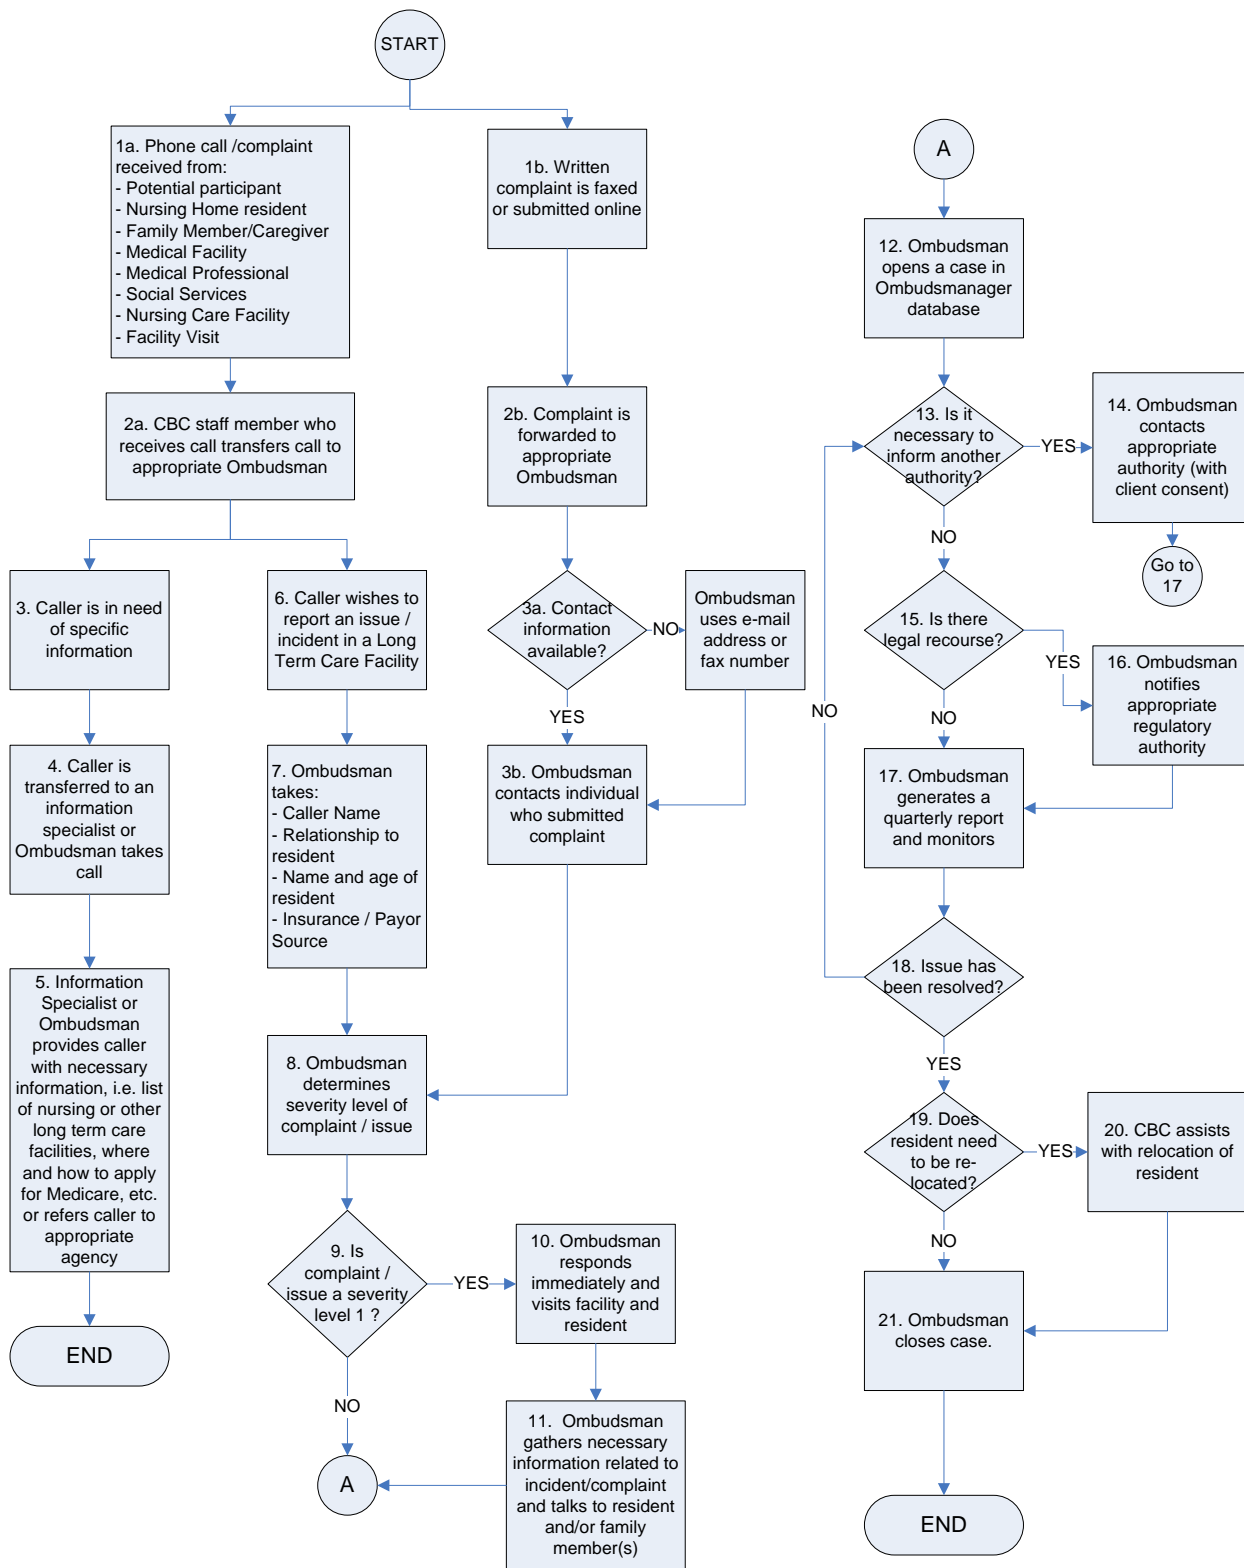 START
1a. Phone call /complaint
received from:
- Potential participant
- Nursing Home resident
- Family Member/Caregiver
- Medical Facility
- Medical Professional
- Social Services
- Nursing Care Facility
- Facility Visit
2a. CBC staff member who
receives call transfers call to
appropriate Ombudsman
3. Caller is in need
of specific
information
4. Caller is
transferred to an
information
specialist or
Ombudsman takes
call
5. Information
Specialist or
Ombudsman
provides caller
with necessary
information, i.e. list
of nursing or other
long term care
facilities, where
and how to apply
for Medicare, etc.
or refers caller to
appropriate
agency
END
6. Caller wishes to
report an issue /
incident in a Long
Term Care Facility
7. Ombudsman
takes:
- Caller Name
- Relationship to
resident
- Name and age of
resident
- Insurance / Payor
Source
1b. Written
complaint is faxed
or submitted online
2b. Complaint is
forwarded to
appropriate
Ombudsman
3a. Contact
information
available?
NO
Ombudsman
uses e-mail
address or
fax number
YES
3b. Ombudsman
contacts individual
who submitted
complaint
8. Ombudsman
determines
severity level of
complaint / issue
9. Is
complaint /
issue a severity
level 1 ?
YES
10. Ombudsman
responds
immediately and
visits facility and
resident
NO
11. Ombudsman
gathers necessary
information related to
incident/complaint
and talks to resident
and/or family
member(s)
A
A
12. Ombudsman
opens a case in
Ombudsmanager
database
13. Is it
necessary to
inform another
authority?
YES
14. Ombudsman
contacts
appropriate
authority (with
client consent)
Go to
17
NO
15. Is there
legal recourse?
YES
16. Ombudsman
notifies
appropriate
regulatory
authority
NO
17. Ombudsman
generates a
quarterly report
and monitors
18. Issue has
been resolved?
NO
YES
19. Does
resident need
to be re-
located?
YES
20. CBC assists
with relocation of
resident
NO
21. Ombudsman
closes case.
END